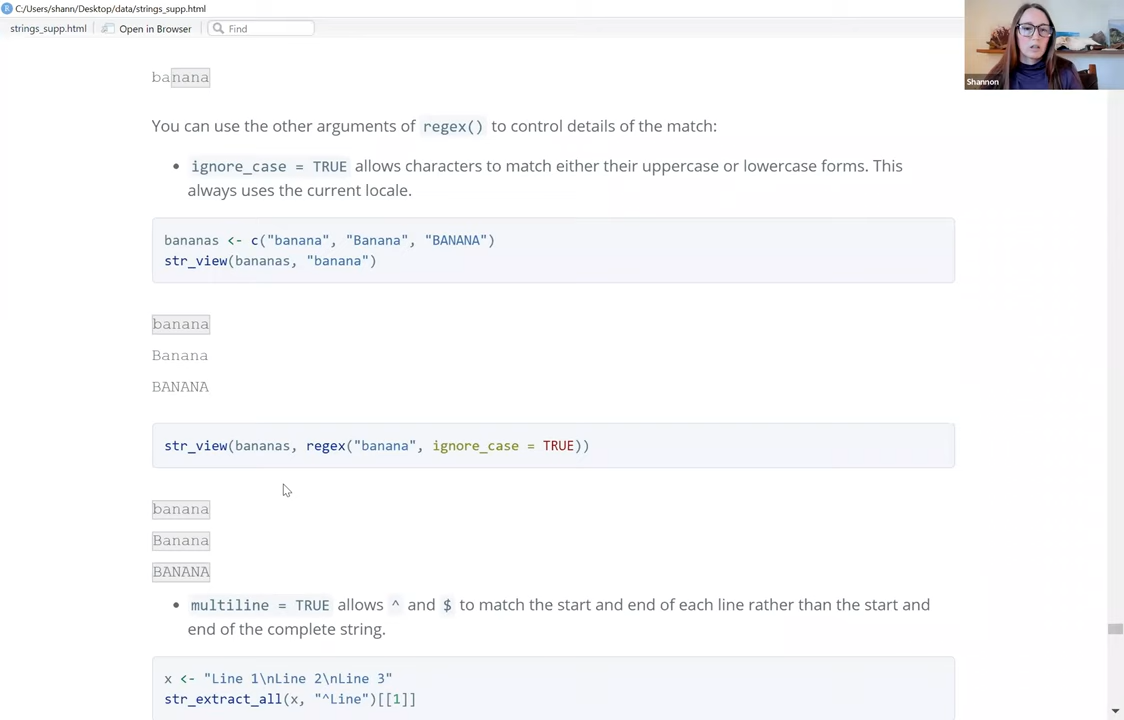 C:/Users/shann/Desktop/data/strings_supp.html
strings_supp.html Open in Browser Find
Shannon
banana
You can use the other arguments of regex() to control details of the match:
• ignore_case = TRUE allows characters to match either their uppercase or lowercase forms. This
always uses the current locale.
bananas <- c("banana", "Banana", "BANANA")
str_view(bananas, "banana")
banana
Banana
BANANA
str_view(bananas, regex("banana", ignore_case = TRUE))
banana
Banana
BANANA
• multiline = TRUE allows ^ and $ to match the start and end of each line rather than the start and
end of the complete string.
x <- "Line 1\nLine 2\nLine 3"
str_extract_all(x, "^Line")[[1]]